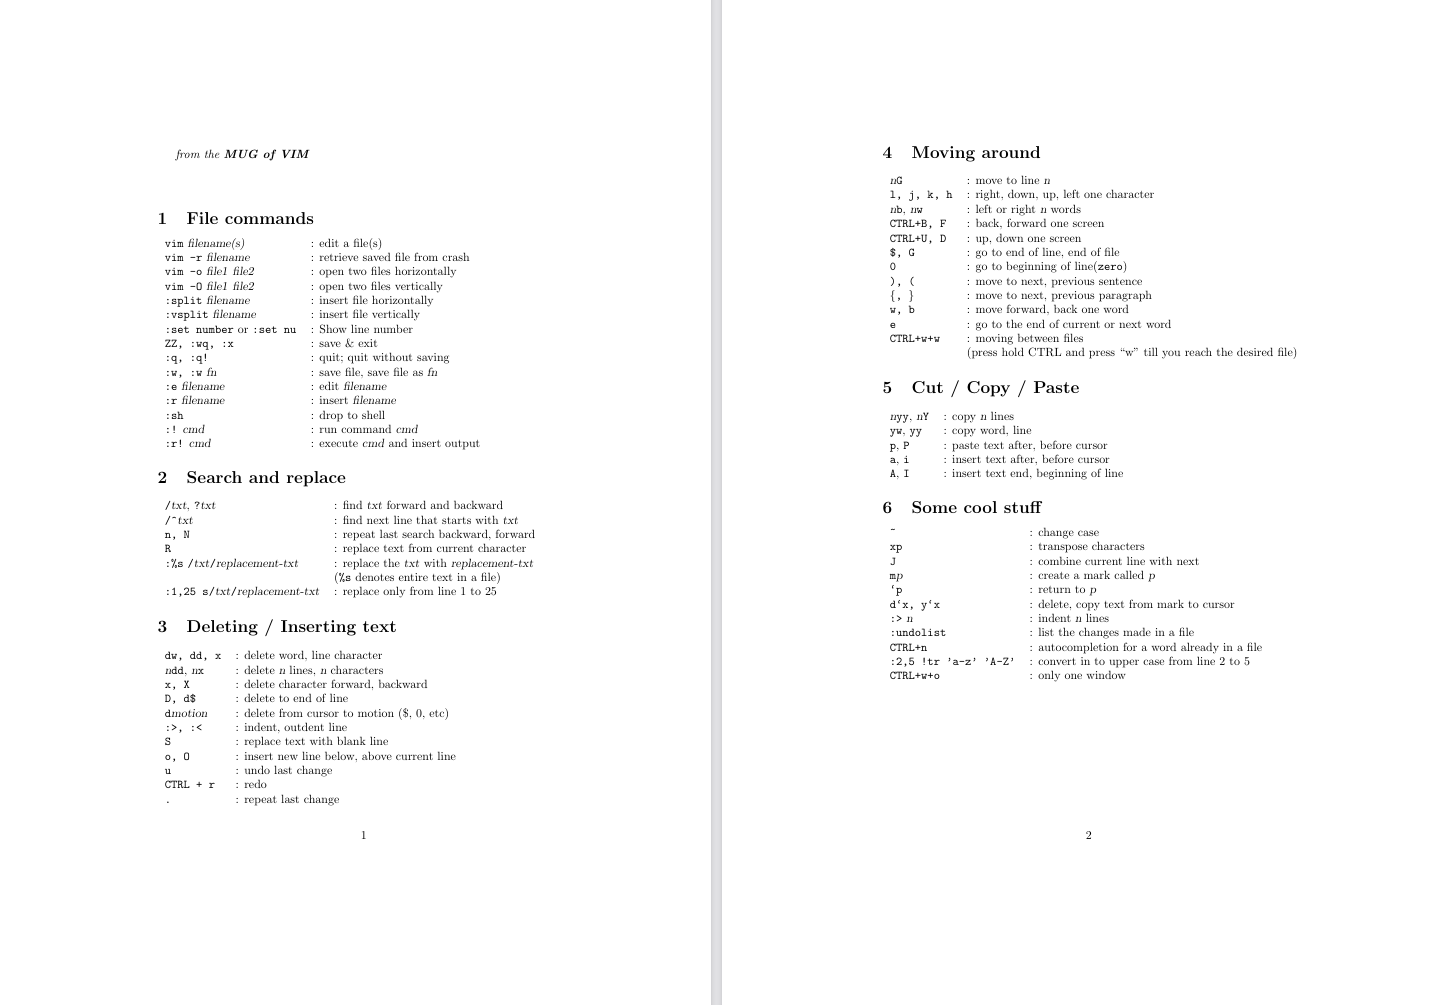 from the MUG of VIM
1 File commands
vim filename(s) : edit a file(s)
vim -r filename : retrieve saved file from crash
vim -o file1 file2 : open two files horizontally
vim -O file1 file2 : open two files vertically
:split filename : insert file horizontally
:vsplit filename : insert file vertically
:set number or :set nu : Show line number
ZZ, :wq, :x : save & exit
:q, :q! : quit; quit without saving
:w, :w fn : save file, save file as fn
:e filename : edit filename
:r filename : insert filename
:sh : drop to shell
:! cmd : run command cmd
:r! cmd : execute cmd and insert output
2 Search and replace
/txt, ?txt : find txt forward and backward
/^txt : find next line that starts with txt
n, N : repeat last search backward, forward
R : replace text from current character
:%s /txt/replacement-txt : replace the txt with replacement-txt
(%s denotes entire text in a file)
:1,25 s/txt/replacement-txt : replace only from line 1 to 25
3 Deleting / Inserting text
dw, dd, x : delete word, line character
ndd, nx : delete n lines, n characters
x, X : delete character forward, backward
D, d$ : delete to end of line
dmotion : delete from cursor to motion ($, 0, etc)
:>, :< : indent, outdent line
S : replace text with blank line
o, O : insert new line below, above current line
u : undo last change
CTRL + r : redo
. : repeat last change
1
4 Moving around
nG : move to line n
l, j, k, h : right, down, up, left one character
nb, nw : left or right n words
CTRL+B, F : back, forward one screen
CTRL+U, D : up, down one screen
$, G : go to end of line, end of file
0 : go to beginning of line(zero)
), ( : move to next, previous sentence
{, } : move to next, previous paragraph
w, b : move forward, back one word
e : go to the end of current or next word
CTRL+w+w : moving between files
(press hold CTRL and press “w” till you reach the desired file)
5 Cut / Copy / Paste
nyy, nY : copy n lines
yw, yy : copy word, line
p, P : paste text after, before cursor
a, i : insert text after, before cursor
A, I : insert text end, beginning of line
6 Some cool stuff
~ : change case
xp : transpose characters
J : combine current line with next
mp : create a mark called p
‘p : return to p
d‘x, y‘x : delete, copy text from mark to cursor
:> n : indent n lines
:undolist : list the changes made in a file
CTRL+n : autocompletion for a word already in a file
:2,5 !tr ’a-z’ ’A-Z’ : convert in to upper case from line 2 to 5
CTRL+w+o : only one window
2